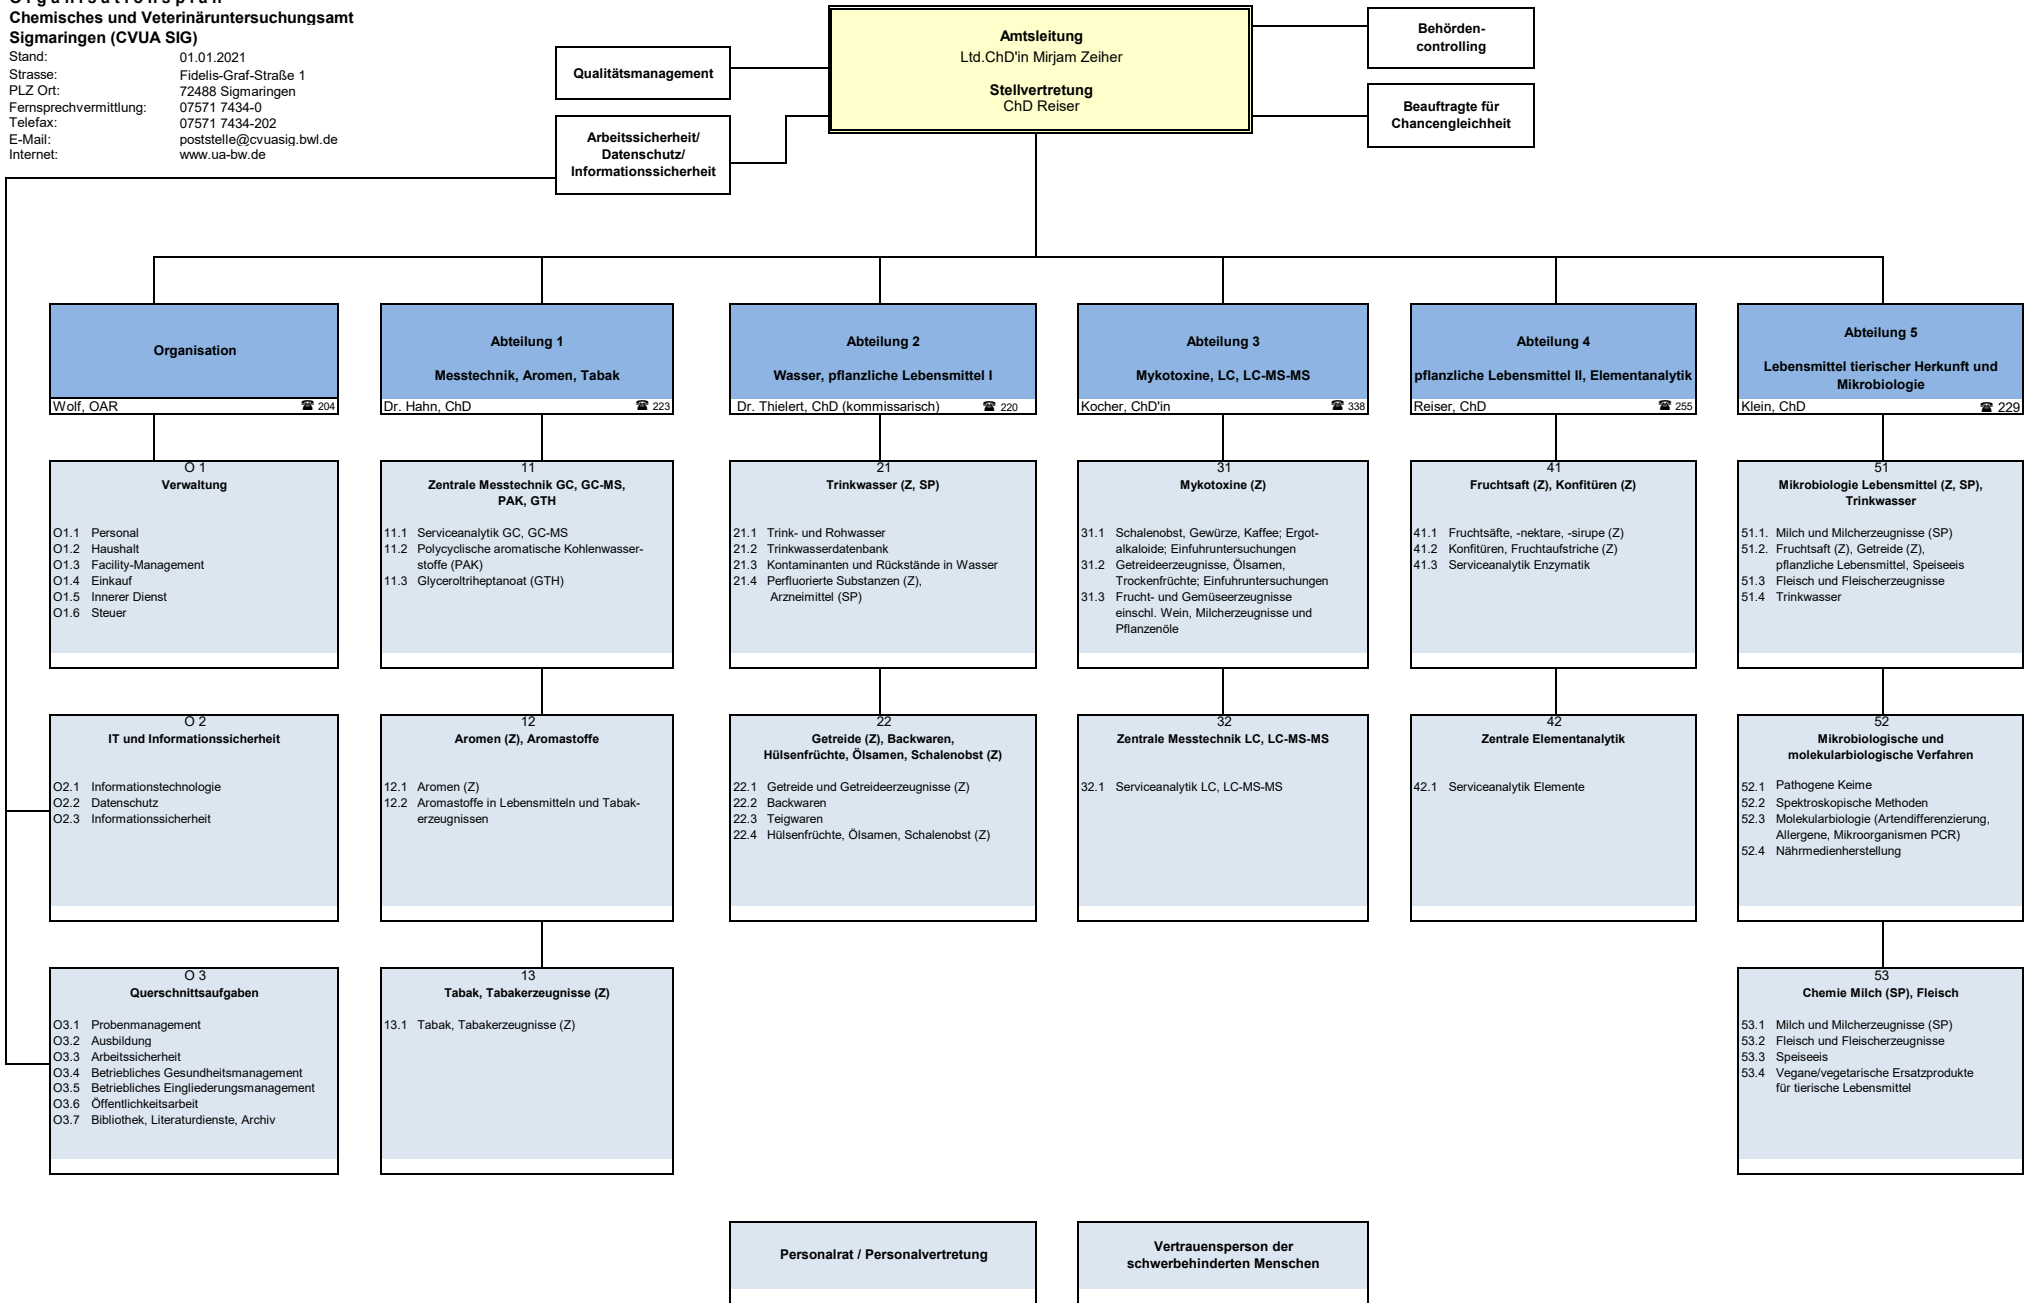 Organisationsplan
Chemisches und Veterinäruntersuchungsamt
Sigmaringen (CVUA SIG)
Stand: 01.01.2021
Strasse: Fidelis-Graf-Straße 1
PLZ Ort: 72488 Sigmaringen
Fernsprechvermittlung: 07571 7434-0
Telefax: 07571 7434-202
E-Mail: poststelle@cvuasig.bwl.de
Internet: www.ua-bw.de
Qualitätsmanagement
Arbeitssicherheit/
Datenschutz/
Informationssicherheit
Amtsleitung
Ltd.ChD'in Mirjam Zeiher
Stellvertretung
ChD Reiser
Behörden-
controlling
Beauftragte für
Chancengleichheit
Organisation
Wolf, OAR ☎ 204
Abteilung 1
Messtechnik, Aromen, Tabak
Dr. Hahn, ChD ☎ 223
Abteilung 2
Wasser, pflanzliche Lebensmittel I
Dr. Thielert, ChD (kommissarisch) ☎ 220
Abteilung 3
Mykotoxine, LC, LC-MS-MS
Kocher, ChD'in ☎ 338
Abteilung 4
pflanzliche Lebensmittel II, Elementanalytik
Reiser, ChD ☎ 255
Abteilung 5
Lebensmittel tierischer Herkunft und
Mikrobiologie
Klein, ChD ☎ 229
O 1
Verwaltung
O1.1 Personal
O1.2 Haushalt
O1.3 Facility-Management
O1.4 Einkauf
O1.5 Innerer Dienst
O1.6 Steuer
11
Zentrale Messtechnik GC, GC-MS,
PAK, GTH
11.1 Serviceanalytik GC, GC-MS
11.2 Polycyclische aromatische Kohlenwasser-
stoffe (PAK)
11.3 Glyceroltriheptanoat (GTH)
21
Trinkwasser (Z, SP)
21.1 Trink- und Rohwasser
21.2 Trinkwasserdatenbank
21.3 Kontaminanten und Rückstände in Wasser
21.4 Perfluorierte Substanzen (Z),
Arzneimittel (SP)
31
Mykotoxine (Z)
31.1 Schalenobst, Gewürze, Kaffee; Ergot-
alkaloide; Einfuhruntersuchungen
31.2 Getreideerzeugnisse, Ölsamen,
Trockenfrüchte; Einfuhruntersuchungen
31.3 Frucht- und Gemüseerzeugnisse
einschl. Wein, Milcherzeugnisse und
Pflanzenöle
41
Fruchtsaft (Z), Konfitüren (Z)
41.1 Fruchtsäfte, -nektare, -sirupe (Z)
41.2 Konfitüren, Fruchtaufstriche (Z)
41.3 Serviceanalytik Enzymatik
51
Mikrobiologie Lebensmittel (Z, SP),
Trinkwasser
51.1. Milch und Milcherzeugnisse (SP)
51.2. Fruchtsaft (Z), Getreide (Z),
pflanzliche Lebensmittel, Speiseeis
51.3 Fleisch und Fleischerzeugnisse
51.4 Trinkwasser
O 2
IT und Informationssicherheit
O2.1 Informationstechnologie
O2.2 Datenschutz
O2.3 Informationssicherheit
12
Aromen (Z), Aromastoffe
12.1 Aromen (Z)
12.2 Aromastoffe in Lebensmitteln und Tabak-
erzeugnissen
22
Getreide (Z), Backwaren,
Hülsenfrüchte, Ölsamen, Schalenobst (Z)
22.1 Getreide und Getreideerzeugnisse (Z)
22.2 Backwaren
22.3 Teigwaren
22.4 Hülsenfrüchte, Ölsamen, Schalenobst (Z)
32
Zentrale Messtechnik LC, LC-MS-MS
32.1 Serviceanalytik LC, LC-MS-MS
42
Zentrale Elementanalytik
42.1 Serviceanalytik Elemente
52
Mikrobiologische und
molekularbiologische Verfahren
52.1 Pathogene Keime
52.2 Spektroskopische Methoden
52.3 Molekularbiologie (Artendifferenzierung,
Allergene, Mikroorganismen PCR)
52.4 Nährmedienherstellung
O 3
Querschnittsaufgaben
O3.1 Probenmanagement
O3.2 Ausbildung
O3.3 Arbeitssicherheit
O3.4 Betriebliches Gesundheitsmanagement
O3.5 Betriebliches Eingliederungsmanagement
O3.6 Öffentlichkeitsarbeit
O3.7 Bibliothek, Literaturdienste, Archiv
13
Tabak, Tabakerzeugnisse (Z)
13.1 Tabak, Tabakerzeugnisse (Z)
53
Chemie Milch (SP), Fleisch
53.1 Milch und Milcherzeugnisse (SP)
53.2 Fleisch und Fleischerzeugnisse
53.3 Speiseeis
53.4 Vegane/vegetarische Ersatzprodukte
für tierische Lebensmittel
Personalrat / Personalvertretung
Vertrauensperson der
schwerbehinderten Menschen